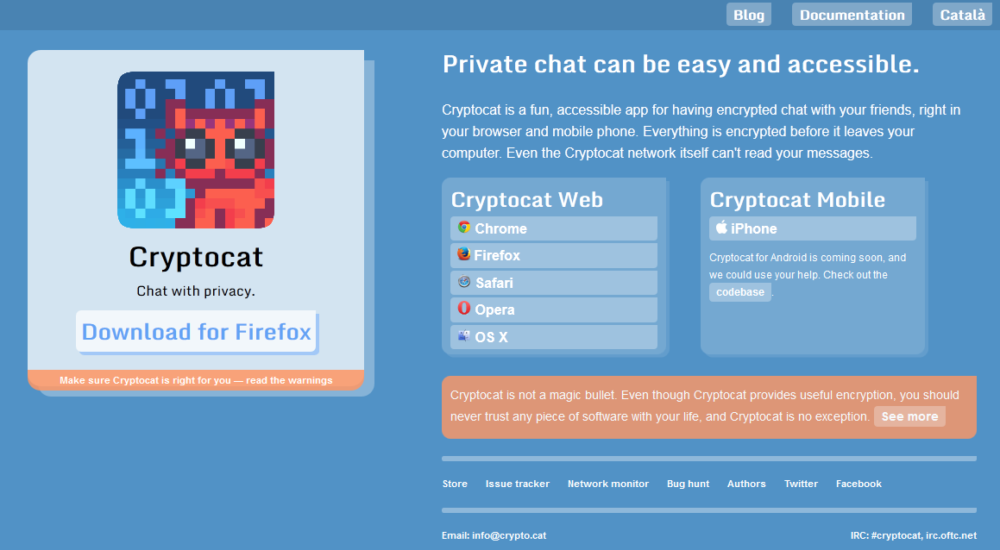 Blog Documentation Català
Cryptocat
Chat with privacy.
Download for Firefox
Make sure Cryptocat is right for you — read the warnings
Private chat can be easy and accessible.
Cryptocat is a fun, accessible app for having encrypted chat with your friends, right in
your browser and mobile phone. Everything is encrypted before it leaves your
computer. Even the Cryptocat network itself can't read your messages.
Cryptocat Web
Chrome
Firefox
Safari
Opera
OS X
Cryptocat Mobile
iPhone
Cryptocat for Android is coming soon, and
we could use your help. Check out the
codebase.
Cryptocat is not a magic bullet. Even though Cryptocat provides useful encryption, you should
never trust any piece of software with your life, and Cryptocat is no exception. See more
Store Issue tracker Network monitor Bug hunt Authors Twitter Facebook
Email: info@crypto.cat IRC: #cryptocat, irc.oftc.net